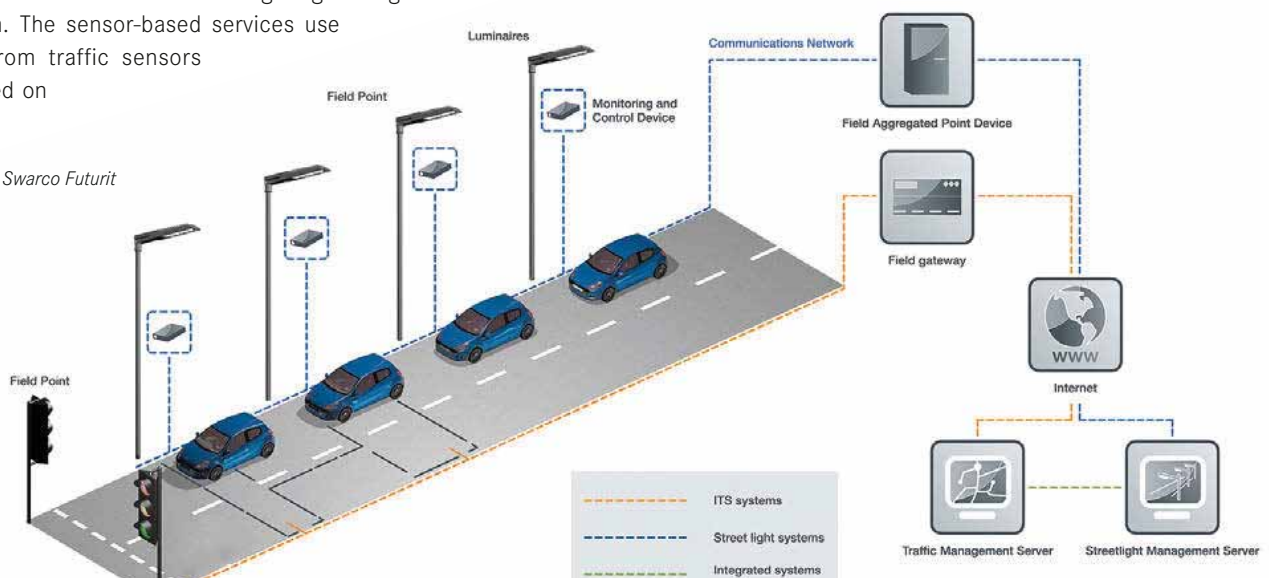 . The sensor-based services use
rom traffic sensors
ed on
Swarco Futurit
Luminaires
Communications Network
Field Point
Monitoring and
Control Device
Field Aggregated Point Device
Field gateway
WWW
Internet
Field Point
ITS systems
Street light systems
Integrated systems
Traffic Management Server
Streetlight Management Server